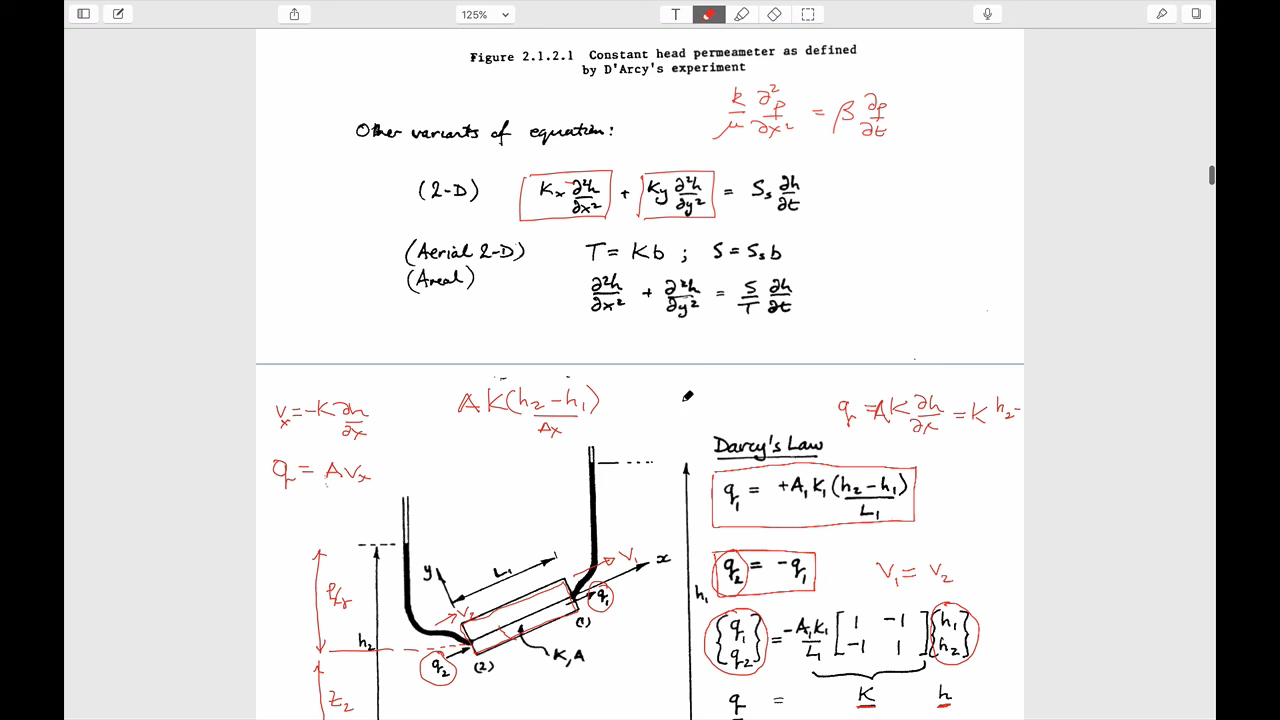 125%
T
Figure 2.1.2.1 Constant head permeameter as defined
by D'Arcy's experiment
k/μ ∂²p/∂x² = β ∂p/∂t
Other variants of equation:
(2-D) Kx ∂²h/∂x² + Ky ∂²h/∂y² = Ss ∂h/∂t
(Aerial 2-D) T = Kb ; S = Ss b
(Areal)
∂²h/∂x² + ∂²h/∂y² = S/T ∂h/∂t
vx = -K ∂h/∂x
A K (h2 - h1)/Δx
q = AK ∂h/∂x = K h2-
q = A vx
Darcy's Law
q1 = +A1 K1 (h2 - h1)/L1
q2 = -q1
V1 = V2
{q1 q2} = -A1K1/L1 [1 -1 -1 1] {h1 h2}
q = K h
y
L1
V1
x
V2
q1
(1)
h1
h2
K, A
q2
(2)
P/γ
z2